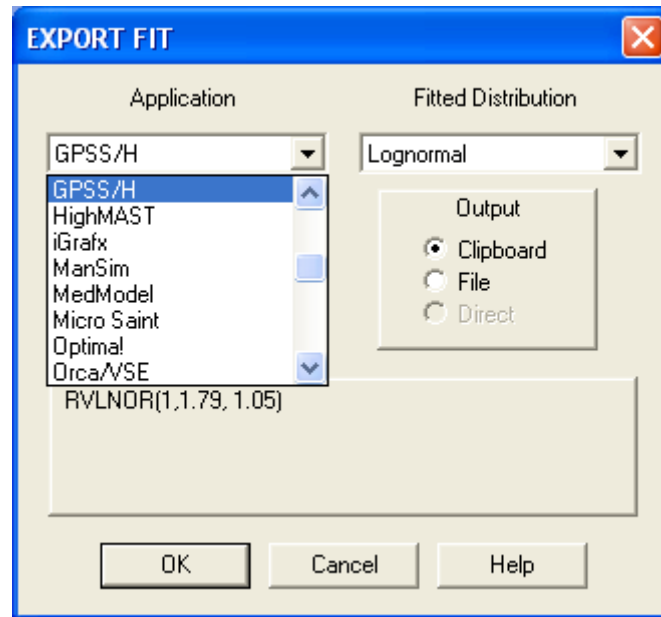 EXPORT FIT
Application
Fitted Distribution
GPSS/H
Lognormal
GPSS/H
HighMAST
iGrafx
ManSim
MedModel
Micro Saint
Optima!
Orca/VSE
Output
Clipboard
File
Direct
RVLNOR(1,1.79, 1.05)
OK
Cancel
Help